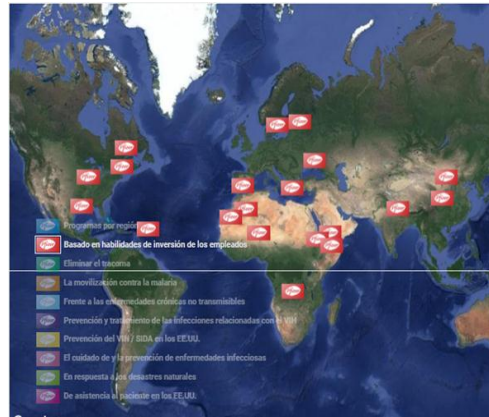 Programas por región
Basado en habilidades de inversión de los empleados
Eliminar el tracoma
La movilización contra la malaria
Frente a las enfermedades crónicas no transmisibles
Prevención y tratamiento de las infecciones relacionadas con el VIH
Prevención del VIN / SIDA en los EE.UU.
El cuidado de y la prevención de enfermedades infecciosas
En respuesta a los desastres naturales
De asistencia al paciente en los EE.UU.